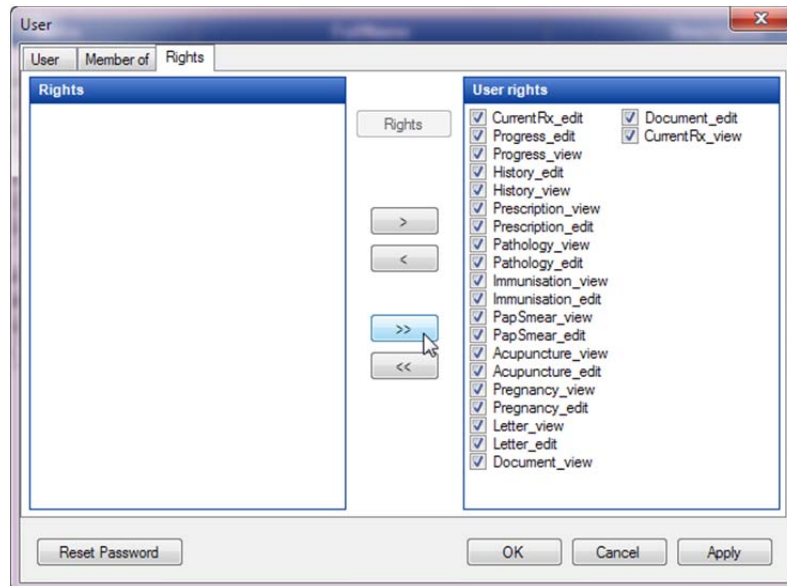 User
User Member of Rights
Rights
Rights
>
<
>>
<<
User rights
CurrentRx_edit
Progress_edit
Progress_view
History_edit
History_view
Prescription_view
Prescription_edit
Pathology_view
Pathology_edit
Immunisation_view
Immunisation_edit
PapSmear_view
PapSmear_edit
Acupuncture_view
Acupuncture_edit
Pregnancy_view
Pregnancy_edit
Letter_view
Letter_edit
Document_view
Document_edit
CurrentRx_view
Reset Password
OK Cancel Apply